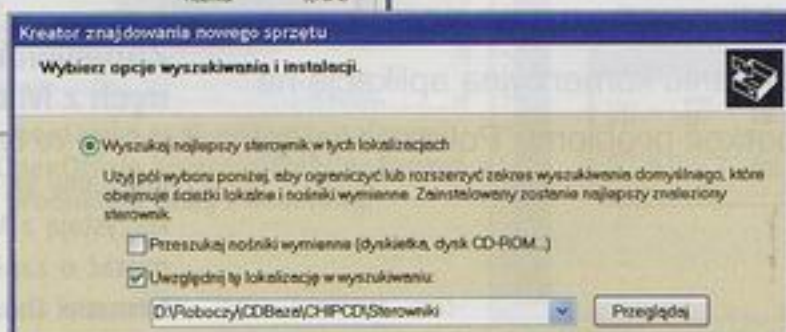 Kreator znajdowania nowego sprzętu
Wybierz opcje wyszukiwania i instalacji.
Wyszukaj najlepszy sterownik w tych lokalizacjach
Użyj pól wyboru poniżej, aby ograniczyć lub rozszerzyć zakres wyszukiwania domyślnego, które
obejmuje ścieżki lokalne i nośniki wymienne. Zainstalowany zostanie najlepszy znaleziony
sterownik.
Przeszukaj nośniki wymienne (dyskietka, dysk CD-ROM...)
Uwzględnij tę lokalizację w wyszukiwaniu:
D:\Roboczy\CDBaza\CHIPCD\Sterowniki
Przeglądaj